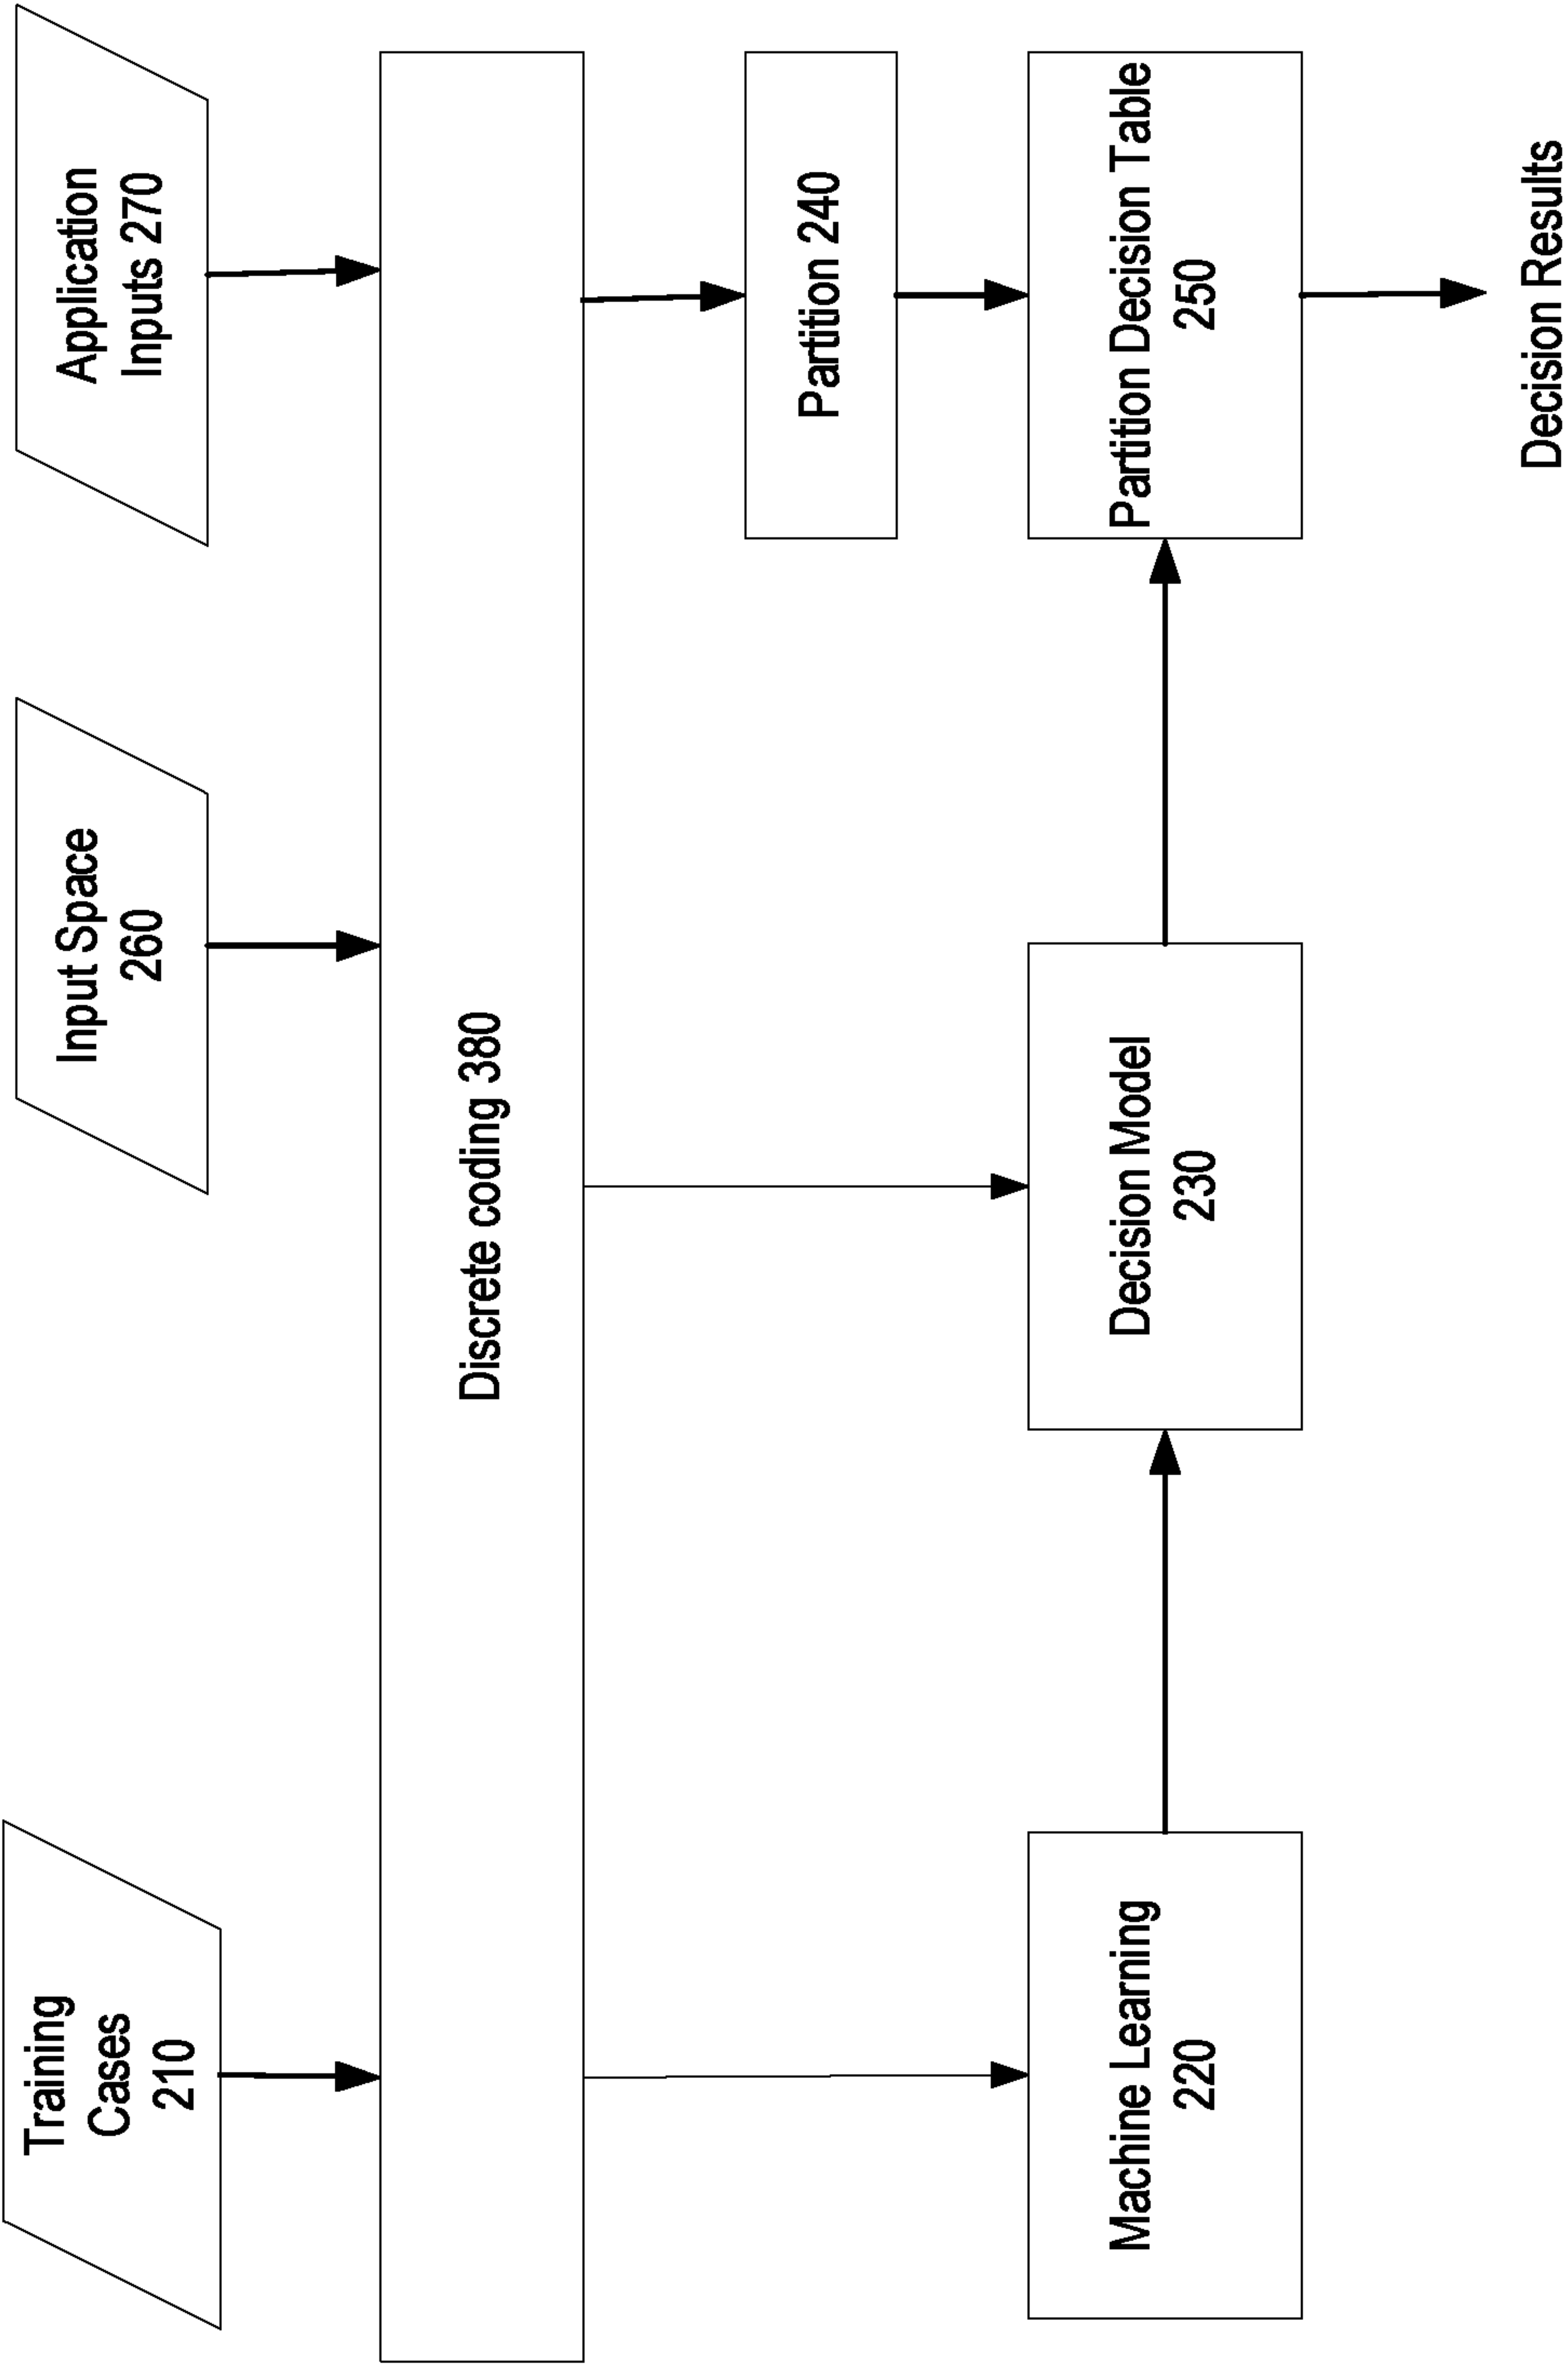 Training
Cases
210
Input Space
260
Application
Inputs 270
Discrete coding 380
Partition 240
Machine Learning
220
Decision Model
230
Partition Decision Table
250
Decision Results